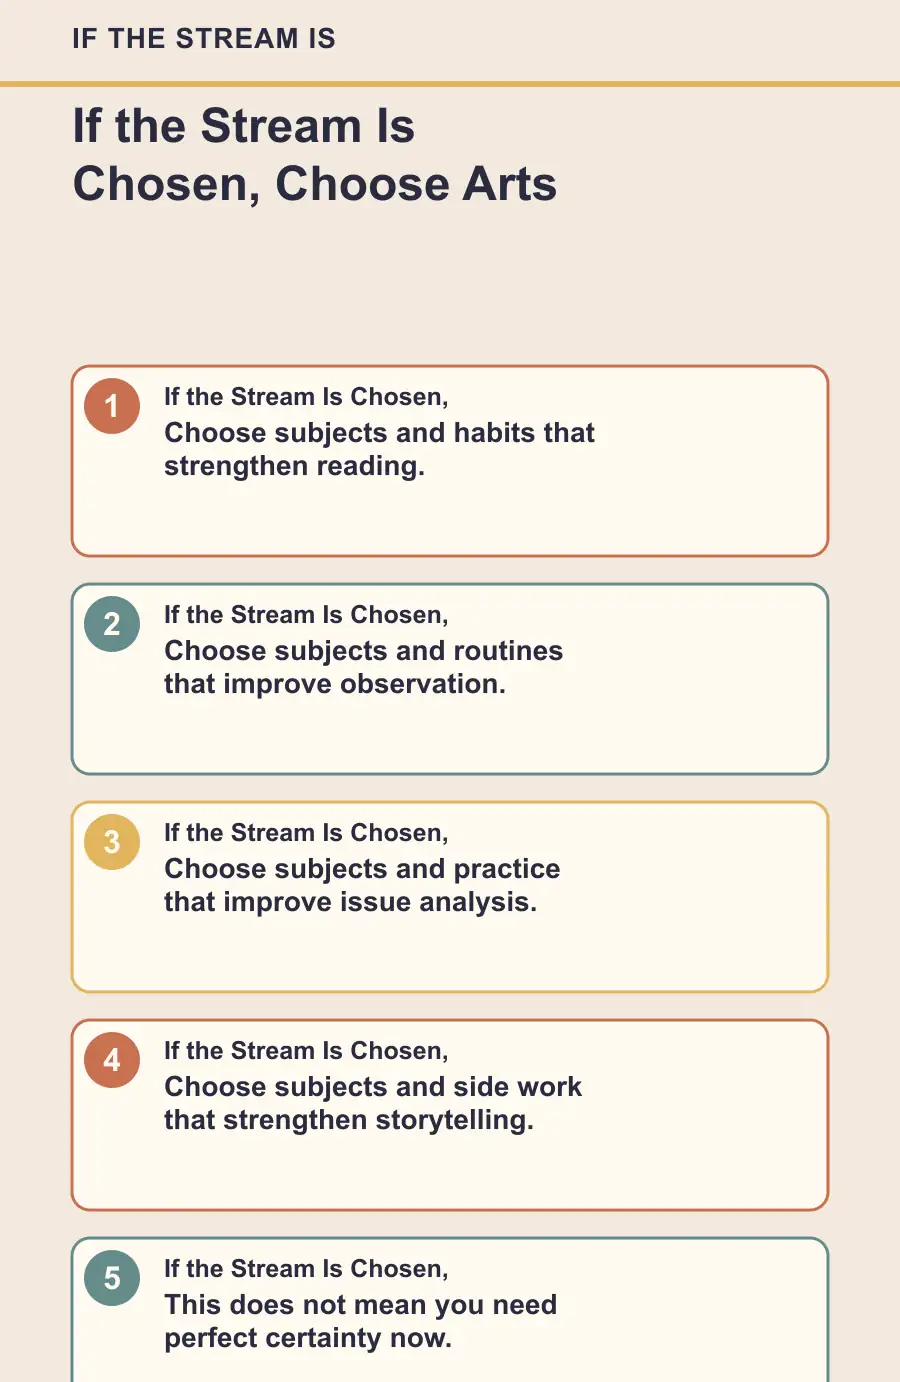 IF THE STREAM IS
If the Stream Is
Chosen, Choose Arts
1
If the Stream Is Chosen,
Choose subjects and habits that
strengthen reading.
2
If the Stream Is Chosen,
Choose subjects and routines
that improve observation.
3
If the Stream Is Chosen,
Choose subjects and practice
that improve issue analysis.
4
If the Stream Is Chosen,
Choose subjects and side work
that strengthen storytelling.
5
If the Stream Is Chosen,
This does not mean you need
perfect certainty now.